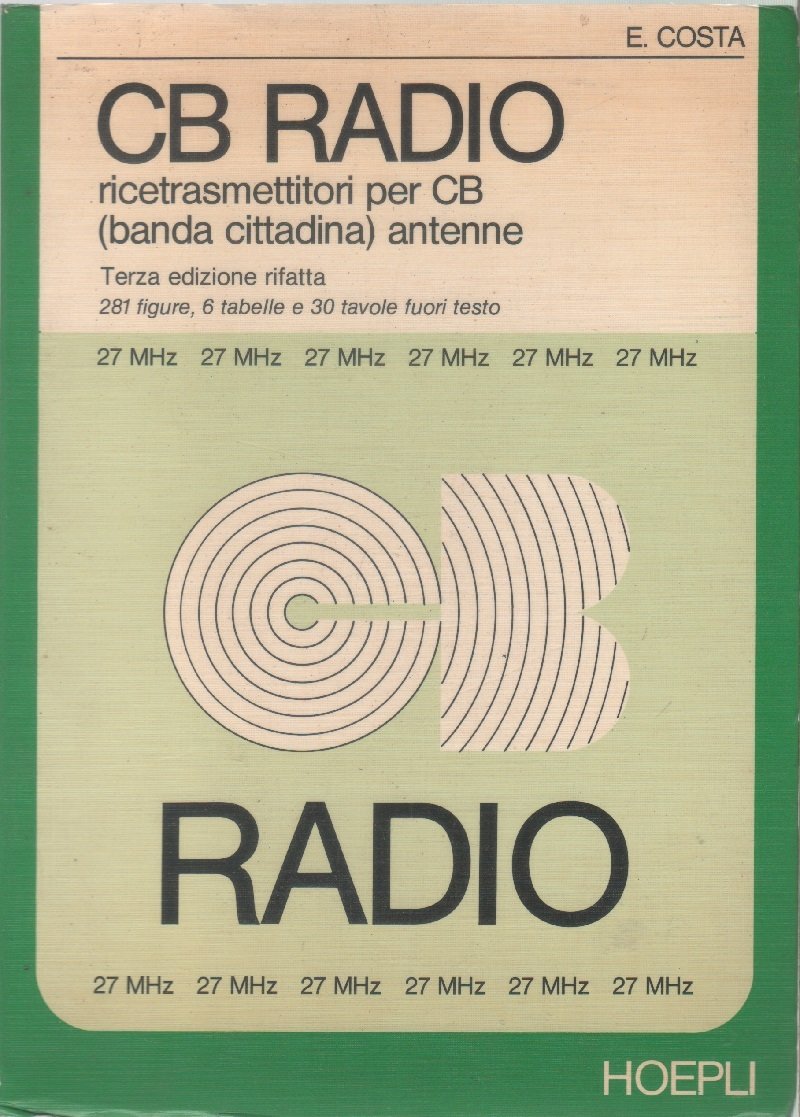 E. COSTA
CB RADIO
ricetrasmettitori per CB
(banda cittadina) antenne
Terza edizione rifatta
281 figure, 6 tabelle e 30 tavole fuori testo
27 MHz 27 MHz 27 MHz 27 MHz 27 MHz 27 MHz
CB
RADIO
27 MHz 27 MHz 27 MHz 27 MHz 27 MHz 27 MHz
HOEPLI